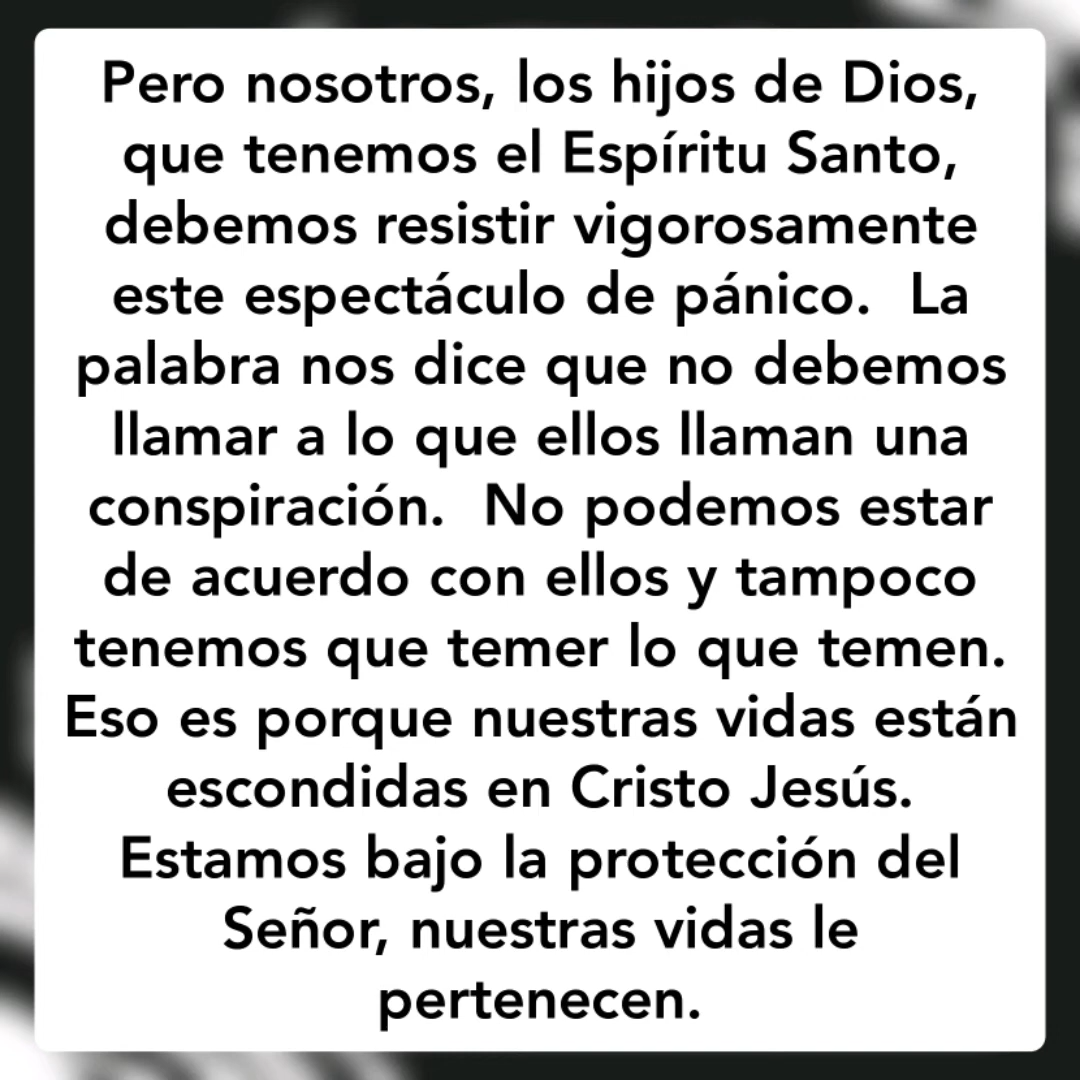 Pero nosotros, los hijos de Dios,
que tenemos el Espíritu Santo,
debemos resistir vigorosamente
este espectáculo de pánico.  La
palabra nos dice que no debemos
llamar a lo que ellos llaman una
conspiración.  No podemos estar
de acuerdo con ellos y tampoco
tenemos que temer lo que temen.
Eso es porque nuestras vidas están
escondidas en Cristo Jesús.
Estamos bajo la protección del
Señor, nuestras vidas le
pertenecen.